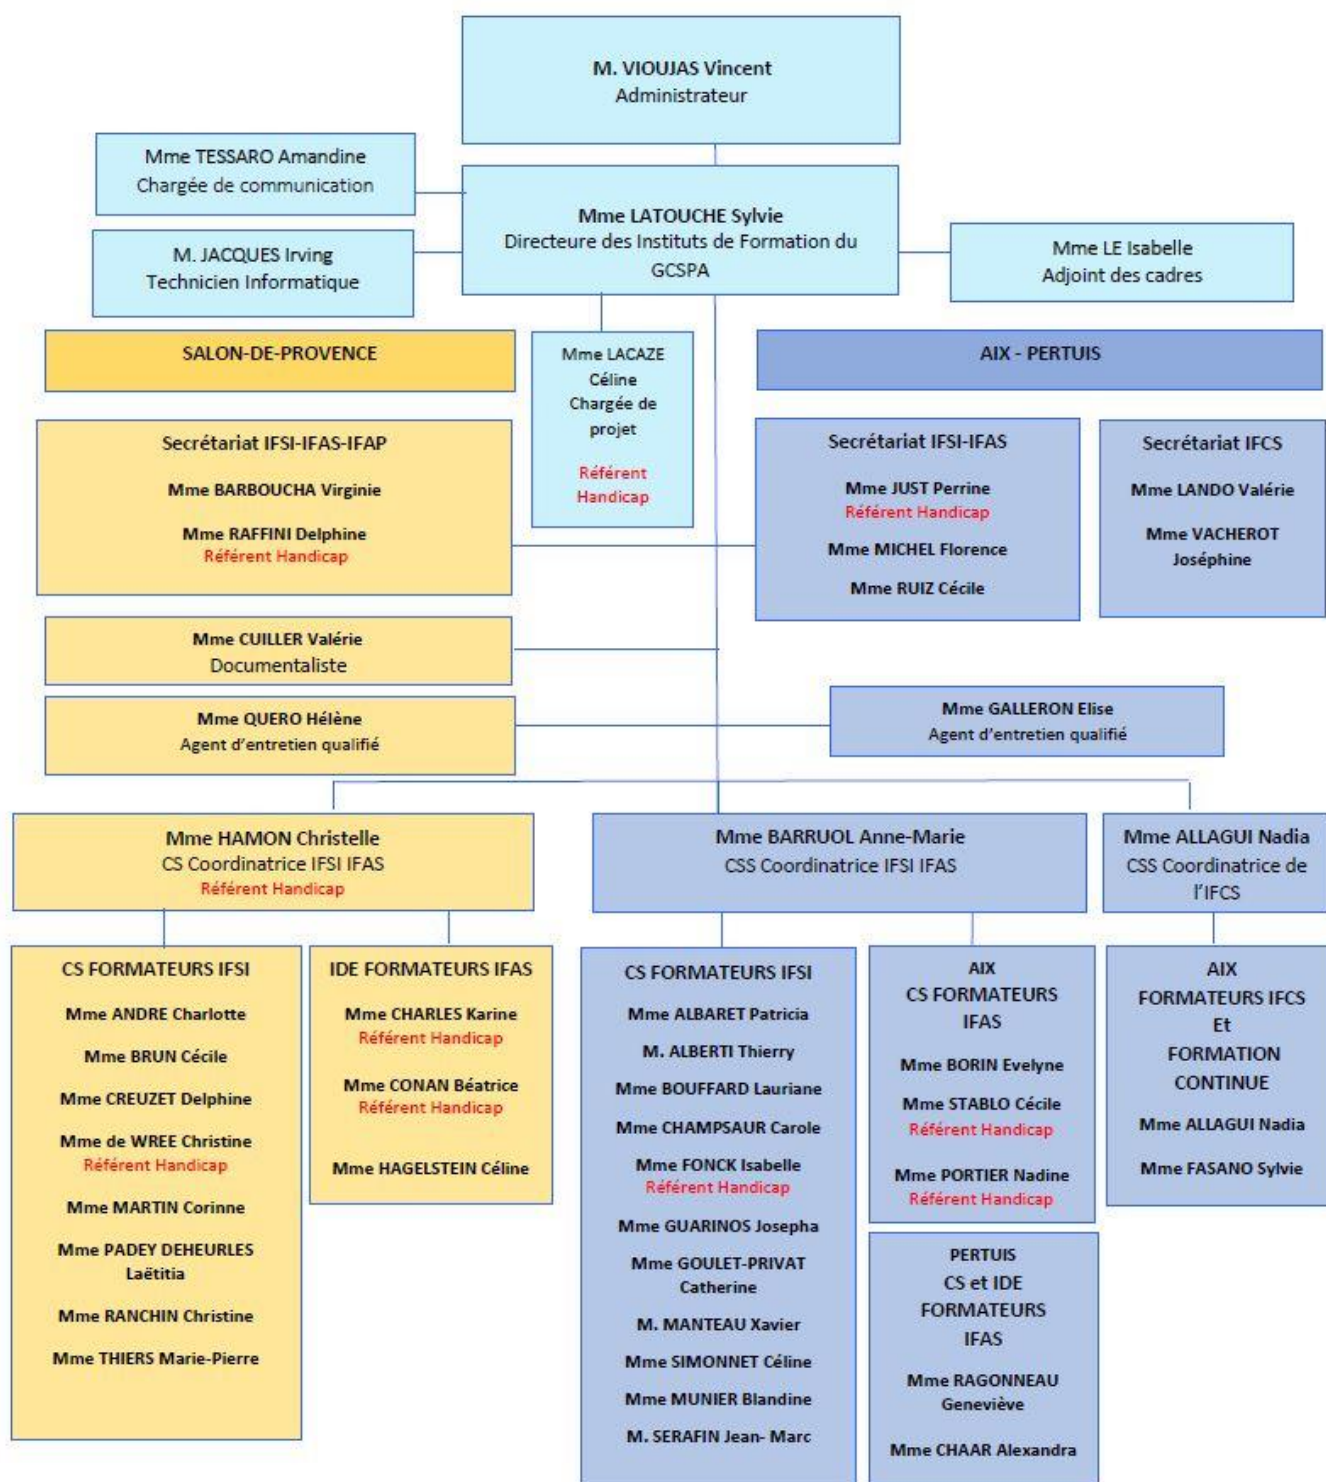 M. VIOUJAS Vincent
Administrateur
Mme TESSARO Amandine
Chargée de communication
Mme LATOUCHE Sylvie
Directeure des Instituts de Formation du
GCSPA
M. JACQUES Irving
Technicien Informatique
Mme LE Isabelle
Adjoint des cadres
SALON-DE-PROVENCE
Mme LACAZE
Céline
Chargée de
projet
Référent
Handicap
AIX - PERTUIS
Secrétariat IFSI-IFAS-IFAP
Mme BARBOUCHA Virginie
Mme RAFFINI Delphine
Référent Handicap
Secrétariat IFSI-IFAS
Mme JUST Perrine
Référent Handicap
Mme MICHEL Florence
Mme RUIZ Cécile
Secrétariat IFCS
Mme LANDO Valérie
Mme VACHEROT
Joséphine
Mme CUILLER Valérie
Documentaliste
Mme QUERO Hélène
Agent d'entretien qualifié
Mme GALLERON Elise
Agent d'entretien qualifié
Mme HAMON Christelle
CS Coordinatrice IFSI IFAS
Référent Handicap
Mme BARRUOL Anne-Marie
CSS Coordinatrice IFSI IFAS
Mme ALLAGUI Nadia
CSS Coordinatrice de
l'IFCS
CS FORMATEURS IFSI
Mme ANDRE Charlotte
Mme BRUN Cécile
Mme CREUZET Delphine
Mme de WREE Christine
Référent Handicap
Mme MARTIN Corinne
Mme PADEY DEHEURLES
Laëtitia
Mme RANCHIN Christine
Mme THIERS Marie-Pierre
IDE FORMATEURS IFAS
Mme CHARLES Karine
Référent Handicap
Mme CONAN Béatrice
Référent Handicap
Mme HAGELSTEIN Céline
CS FORMATEURS IFSI
Mme ALBARET Patricia
M. ALBERTI Thierry
Mme BOUFFARD Lauriane
Mme CHAMPSAUR Carole
Mme FONCK Isabelle
Référent Handicap
Mme GUARINOS Josepha
Mme GOULET-PRIVAT
Catherine
M. MANTEAU Xavier
Mme SIMONNET Céline
Mme MUNIER Blandine
M. SERAFIN Jean- Marc
AIX
CS FORMATEURS
IFAS
Mme BORIN Evelyne
Mme STABLO Cécile
Référent Handicap
Mme PORTIER Nadine
Référent Handicap
PERTUIS
CS et IDE
FORMATEURS
IFAS
Mme RAGONNEAU
Geneviève
Mme CHAAR Alexandra
AIX
FORMATEURS IFCS
Et
FORMATION
CONTINUE
Mme ALLAGUI Nadia
Mme FASANO Sylvie